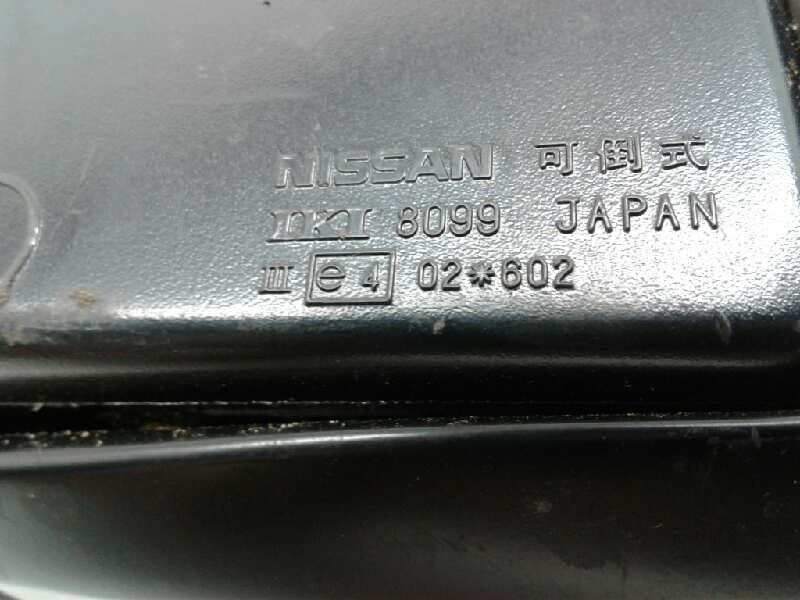 NISSAN 可倒式
IKI 8099 JAPAN
III e4 02*602